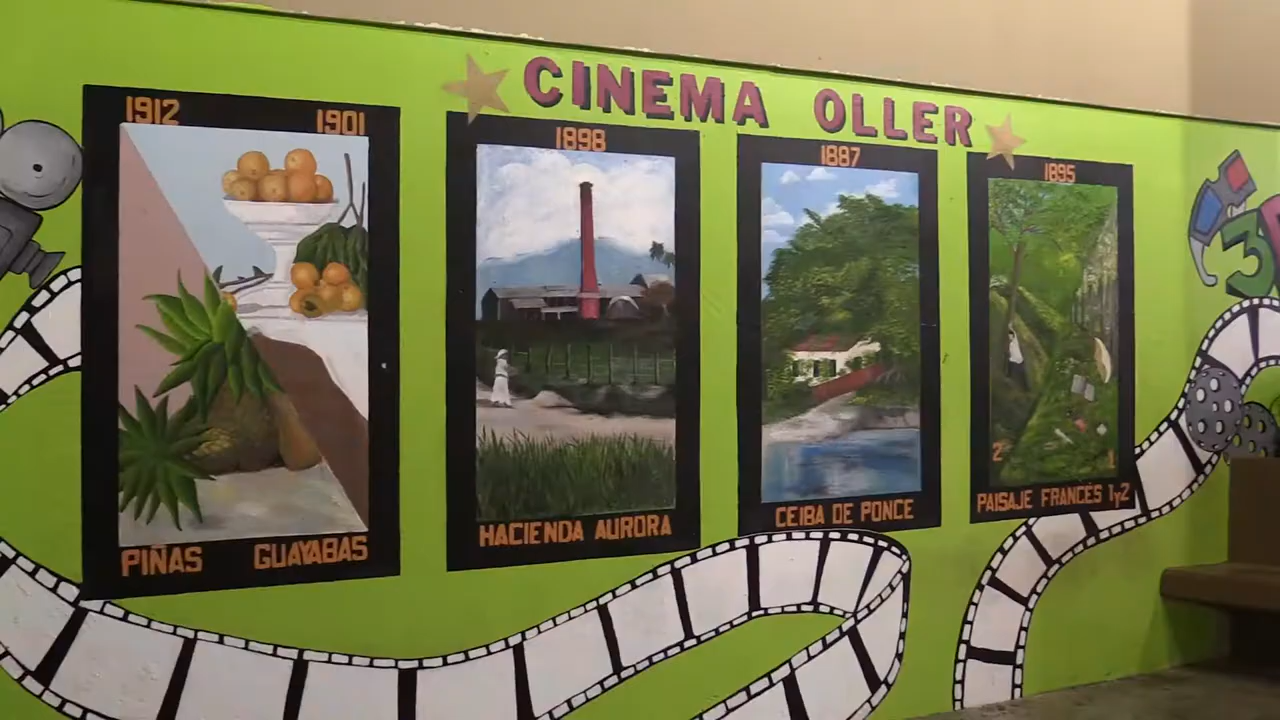 CINEMA OLLER
1912 1901
PIÑAS GUAYABAS
1898
HACIENDA AURORA
1887
CEIBA DE PONCE
1895
2 1
PAISAJE FRANCÉS 1y2
3